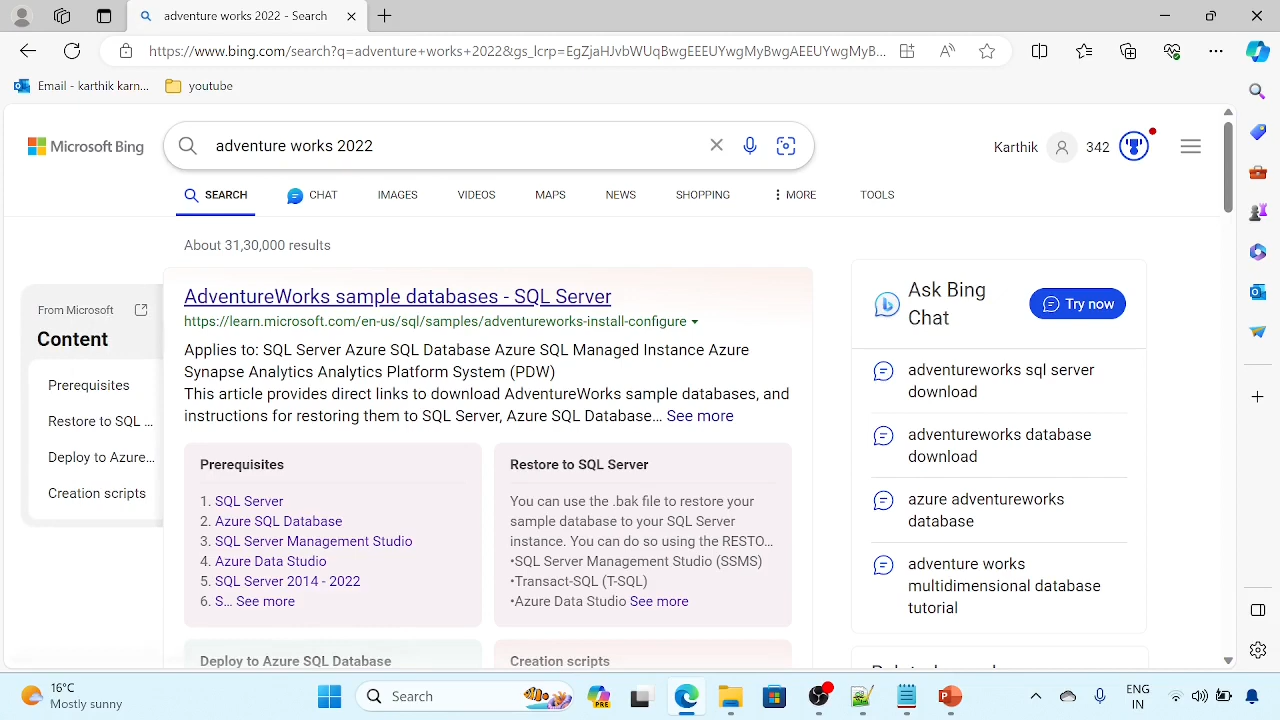 adventure works 2022 - Search
https://www.bing.com/search?q=adventure+works+2022&gs_lcrp=EgZjaHJvbWUqBwgEEEUYwgMyBwgAEEUYwgMyB...
Email - karthik karn...
youtube
Microsoft Bing
adventure works 2022
Karthik
342
SEARCH
CHAT
IMAGES
VIDEOS
MAPS
NEWS
SHOPPING
MORE
TOOLS
About 31,30,000 results
From Microsoft
Content
Prerequisites
Restore to SQL ...
Deploy to Azure...
Creation scripts
AdventureWorks sample databases - SQL Server
https://learn.microsoft.com/en-us/sql/samples/adventureworks-install-configure
Applies to: SQL Server Azure SQL Database Azure SQL Managed Instance Azure
Synapse Analytics Analytics Platform System (PDW)
This article provides direct links to download AdventureWorks sample databases, and
instructions for restoring them to SQL Server, Azure SQL Database... See more
Prerequisites
1. SQL Server
2. Azure SQL Database
3. SQL Server Management Studio
4. Azure Data Studio
5. SQL Server 2014 - 2022
6. S... See more
Restore to SQL Server
You can use the .bak file to restore your
sample database to your SQL Server
instance. You can do so using the RESTO...
•SQL Server Management Studio (SSMS)
•Transact-SQL (T-SQL)
•Azure Data Studio See more
Deploy to Azure SQL Database
Creation scripts
Ask Bing
Chat
Try now
adventureworks sql server
download
adventureworks database
download
azure adventureworks
database
adventure works
multidimensional database
tutorial
16°C
Mostly sunny
Search
PRE
ENG
IN